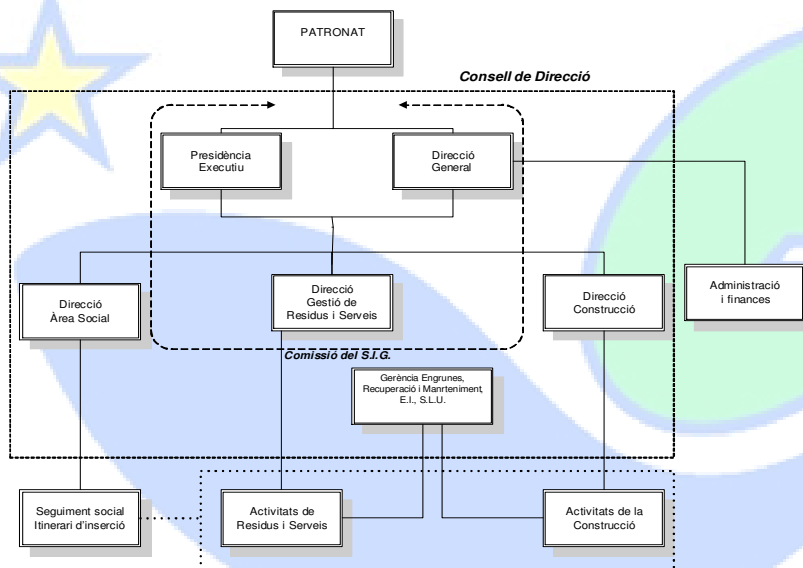 PATRONAT
Consell de Direcció
Presidència
Executiu
Direcció
General
Direcció
Àrea Social
Direcció
Gestió de
Residus i Serveis
Direcció
Construcció
Administració
i finances
Comissió del S.I.G.
Gerència Engrunes,
Recuperació i Manrteniment,
E.I., S.L.U.
Seguiment social
Itinerari d'inserció
Activitats de
Residus i Serveis
Activitats de la
Construcció